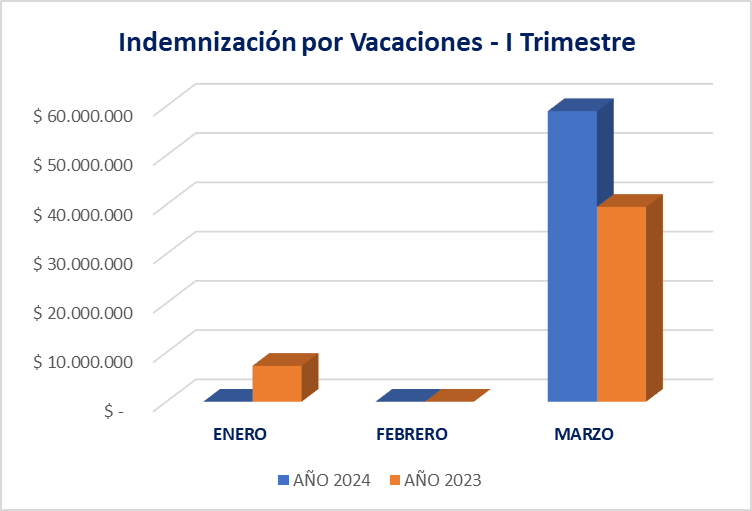 Indemnización por Vacaciones - I Trimestre
$ 60.000.000
$ 50.000.000
$ 40.000.000
$ 30.000.000
$ 20.000.000
$ 10.000.000
$ -
ENERO FEBRERO MARZO
AÑO 2024 AÑO 2023